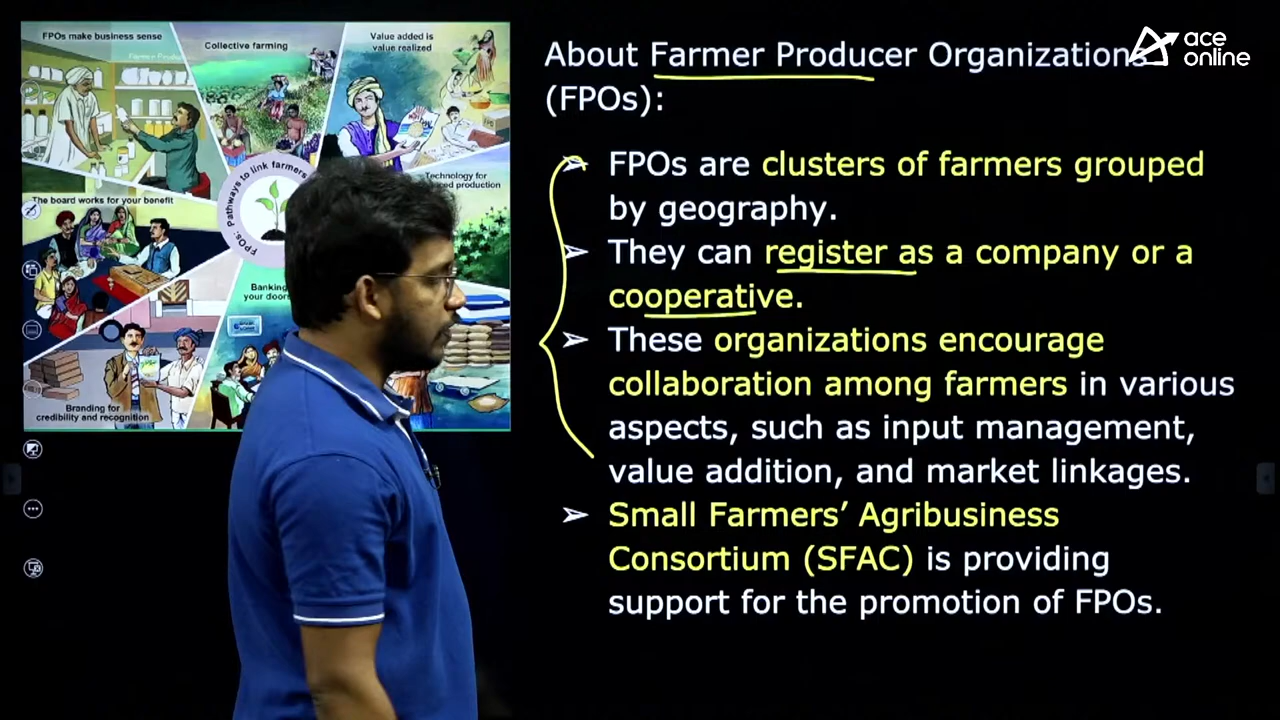 FPOs make business sense
Collective farming
Value added is
value realized
Technology for
production
The board works for your benefit
FPOs: Pathways to link farmers
Banking
your
Branding for
credibility and recognition
ace
online
About Farmer Producer Organizations
(FPOs):
➢ FPOs are clusters of farmers grouped
by geography.
➢ They can register as a company or a
cooperative.
➢ These organizations encourage
collaboration among farmers in various
aspects, such as input management,
value addition, and market linkages.
➢ Small Farmers’ Agribusiness
Consortium (SFAC) is providing
support for the promotion of FPOs.